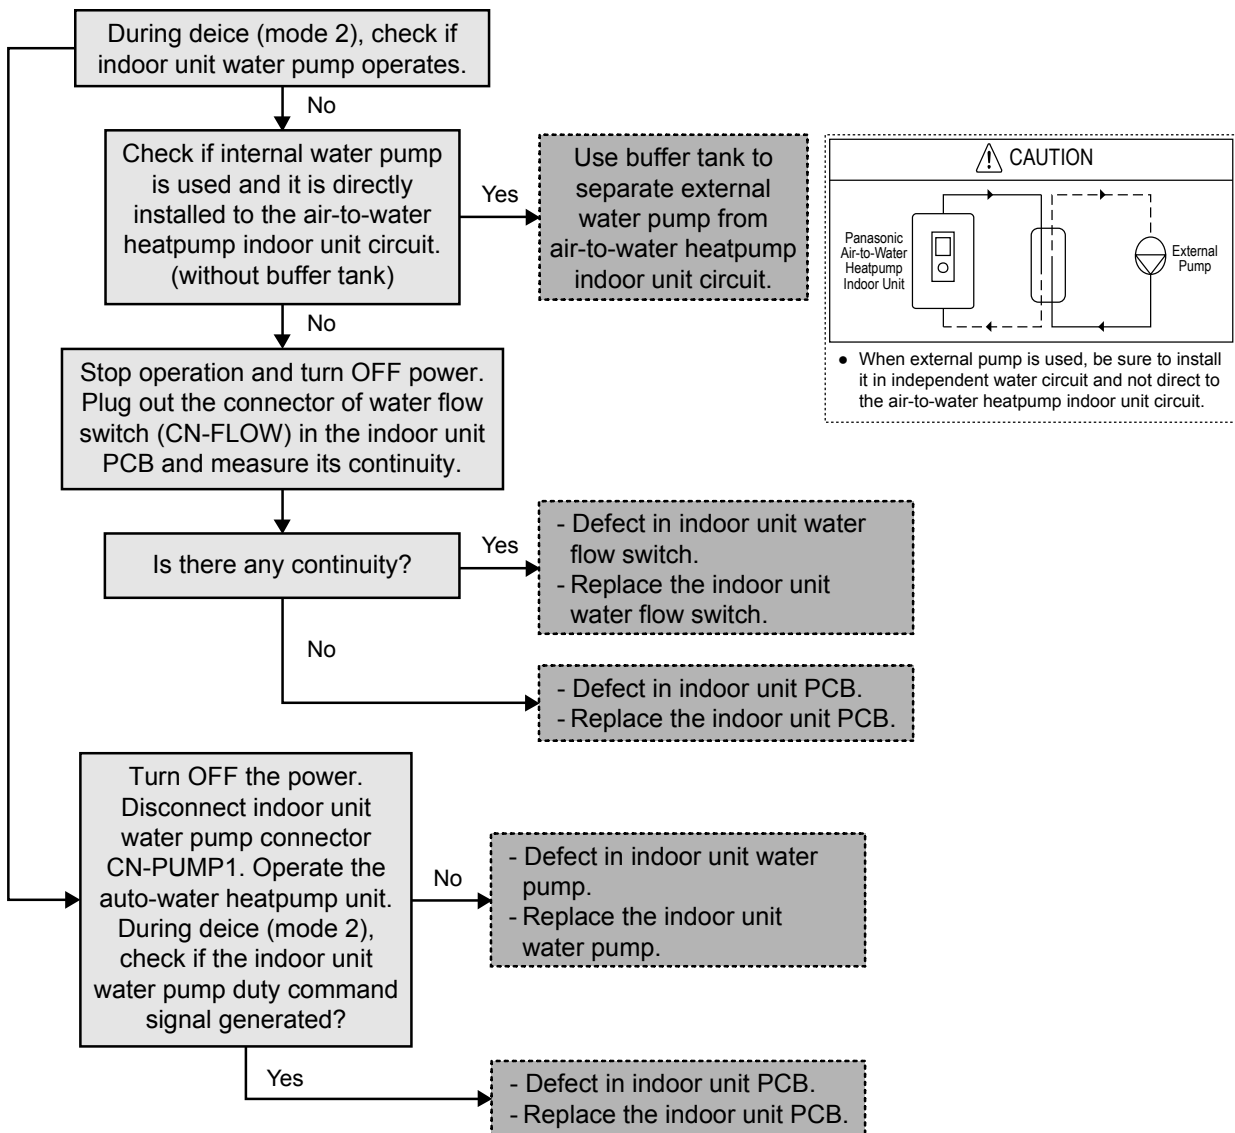 During deice (mode 2), check if
indoor unit water pump operates.
No
Check if internal water pump
is used and it is directly
installed to the air-to-water
heatpump indoor unit circuit.
(without buffer tank)
Yes
Use buffer tank to
separate external
water pump from
air-to-water heatpump
indoor unit circuit.
CAUTION
Panasonic
Air-to-Water
Heatpump
Indoor Unit
External
Pump
● When external pump is used, be sure to install
it in independent water circuit and not direct to
the air-to-water heatpump indoor unit circuit.
No
Stop operation and turn OFF power.
Plug out the connector of water flow
switch (CN-FLOW) in the indoor unit
PCB and measure its continuity.
Is there any continuity?
Yes
- Defect in indoor unit water
flow switch.
- Replace the indoor unit
water flow switch.
No
- Defect in indoor unit PCB.
- Replace the indoor unit PCB.
Turn OFF the power.
Disconnect indoor unit
water pump connector
CN-PUMP1. Operate the
auto-water heatpump unit.
During deice (mode 2),
check if the indoor unit
water pump duty command
signal generated?
No
- Defect in indoor unit water
pump.
- Replace the indoor unit
water pump.
Yes
- Defect in indoor unit PCB.
- Replace the indoor unit PCB.